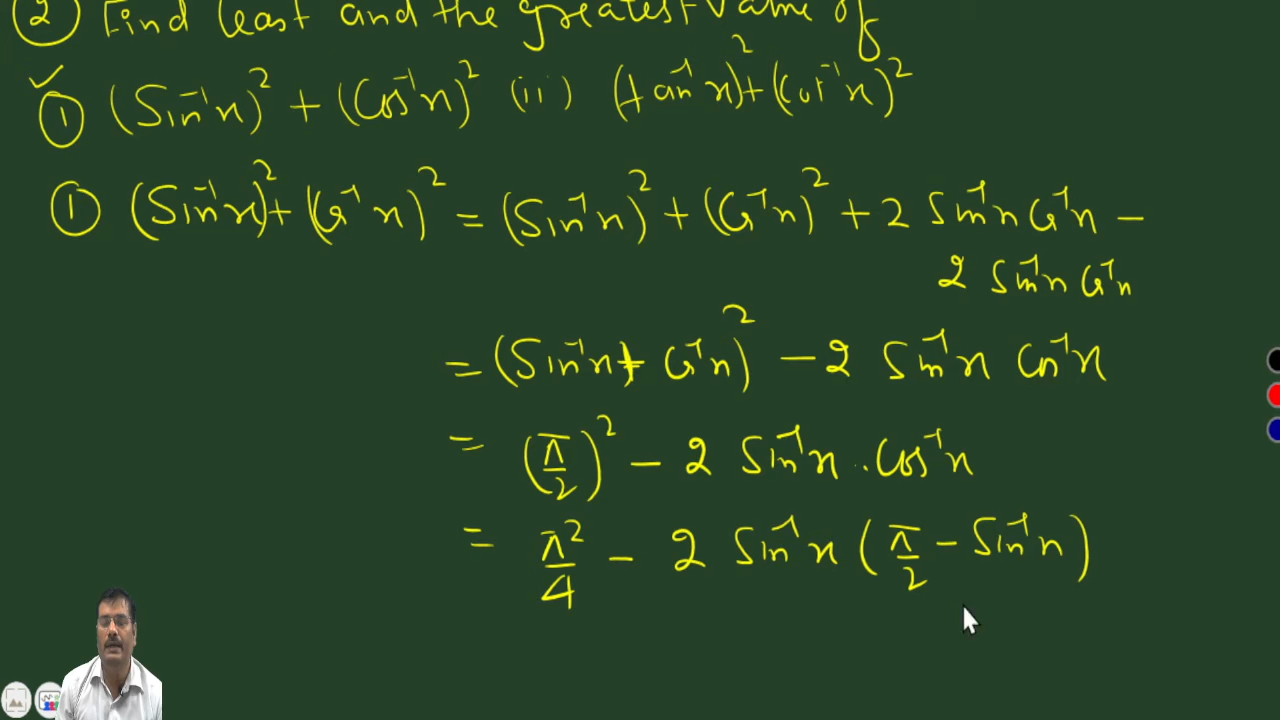 ② Find least and the greatest value of
✓ ① (Sin⁻¹x)² + (Cos⁻¹x)² (ii) (tan⁻¹x)² + (Cot⁻¹x)²
① (Sin⁻¹x)² + (Cos⁻¹x)² = (Sin⁻¹x)² + (Cos⁻¹x)² + 2 Sin⁻¹x Cos⁻¹x −
2 Sin⁻¹x Cos⁻¹x
= (Sin⁻¹x + Cos⁻¹x)² − 2 Sin⁻¹x Cos⁻¹x
= (π/2)² − 2 Sin⁻¹x . Cos⁻¹x
= π²/4 − 2 Sin⁻¹x (π/2 − Sin⁻¹x)